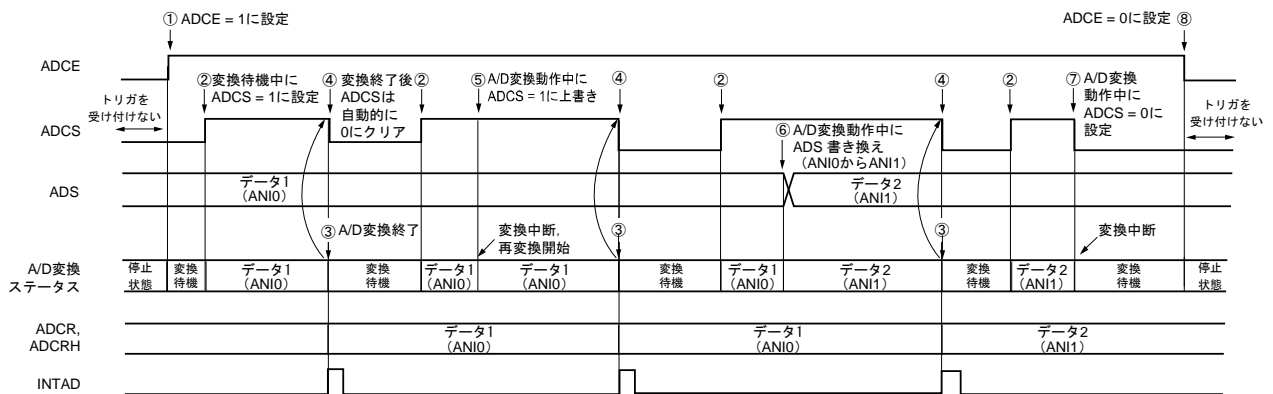 ① ADCE = 1に設定
ADCE = 0に設定 ⑧
ADCE
トリガを
受け付けない
②変換待機中に
ADCS = 1に設定
④ 変換終了後
ADCSは
自動的に
0にクリア
②
⑤ A/D変換動作中に
ADCS = 1に上書き
④
②
④
②
⑦ A/D変換
動作中に
ADCS = 0に
設定
トリガを
受け付けない
ADCS
⑥ A/D変換動作中に
ADS 書き換え
(ANI0からANI1)
ADS
データ1
(ANI0)
データ2
(ANI1)
③ A/D変換終了
変換中断,
再変換開始
③
③
変換中断
A/D変換
ステータス
停止
状態
変換
待機
データ1
(ANI0)
変換
待機
データ1
(ANI0)
データ1
(ANI0)
変換
待機
データ1
(ANI0)
データ2
(ANI1)
変換
待機
データ2
(ANI1)
変換
待機
停止
状態
ADCR,
ADCRH
データ1
(ANI0)
データ1
(ANI0)
データ2
(ANI1)
INTAD